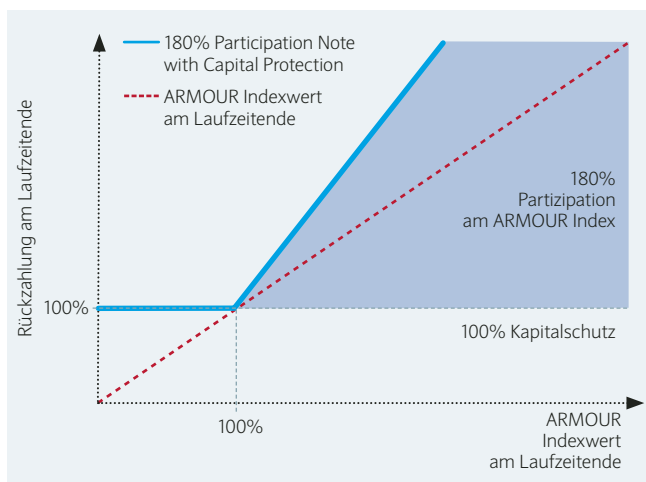 180% Participation Note
with Capital Protection
ARMOUR Indexwert
am Laufzeitende
Rückzahlung am Laufzeitende
180%
Partizipation
am ARMOUR Index
100%
100% Kapitalschutz
100%
ARMOUR
Indexwert
am Laufzeitende